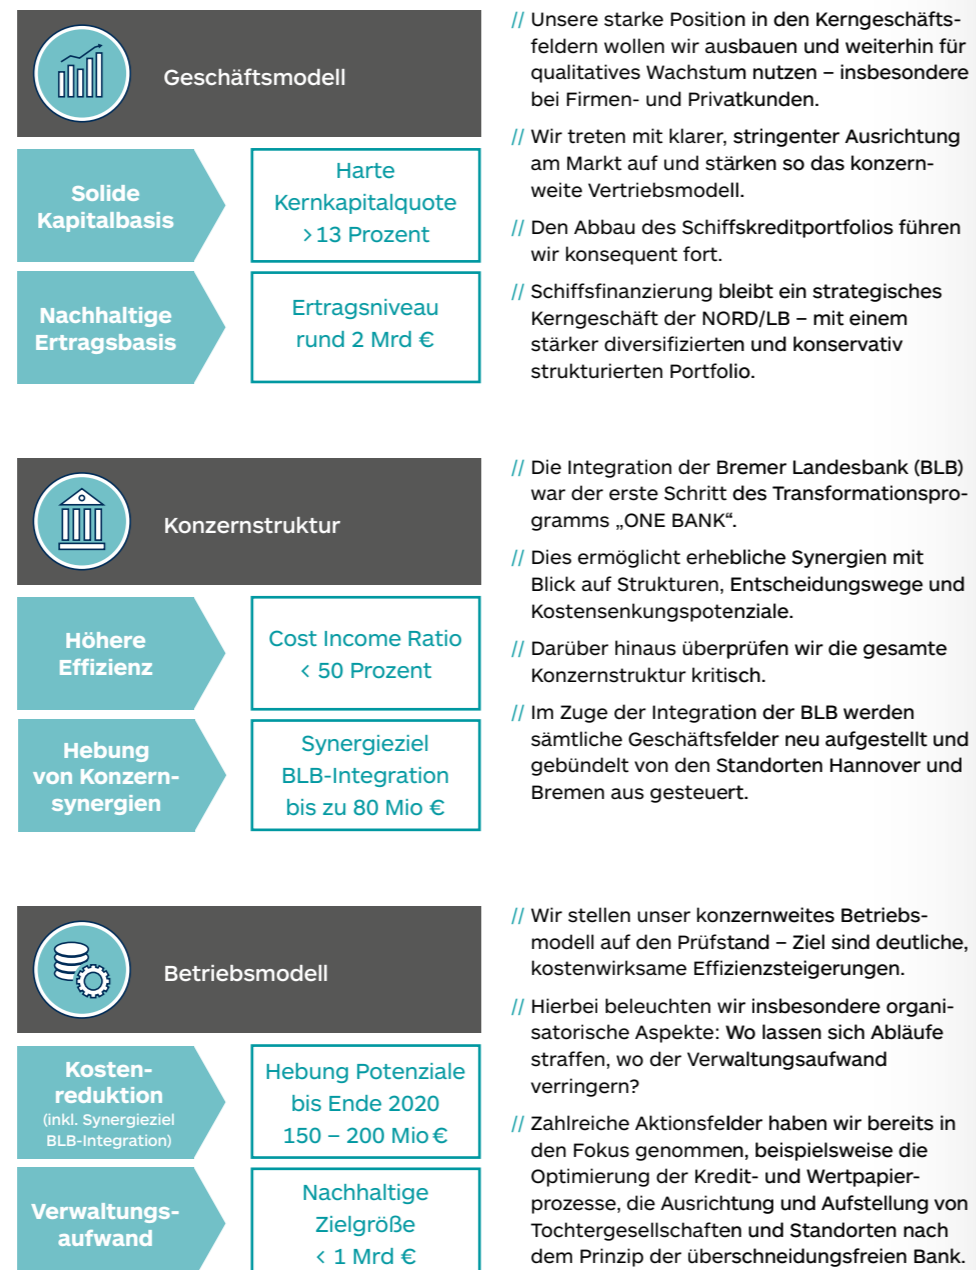 Geschäftsmodell
Solide
Kapitalbasis
Harte
Kernkapitalquote
>13 Prozent
Nachhaltige
Ertragsbasis
Ertragsniveau
rund 2 Mrd €
// Unsere starke Position in den Kerngeschäfts-
feldern wollen wir ausbauen und weiterhin für
qualitatives Wachstum nutzen – insbesondere
bei Firmen- und Privatkunden.
// Wir treten mit klarer, stringenter Ausrichtung
am Markt auf und stärken so das konzern-
weite Vertriebsmodell.
// Den Abbau des Schiffskreditportfolios führen
wir konsequent fort.
// Schiffsfinanzierung bleibt ein strategisches
Kerngeschäft der NORD/LB – mit einem
stärker diversifizierten und konservativ
strukturierten Portfolio.
Konzernstruktur
Höhere
Effizienz
Cost Income Ratio
< 50 Prozent
Hebung
von Konzern-
synergien
Synergieziel
BLB-Integration
bis zu 80 Mio €
// Die Integration der Bremer Landesbank (BLB)
war der erste Schritt des Transformationspro-
gramms „ONE BANK“.
// Dies ermöglicht erhebliche Synergien mit
Blick auf Strukturen, Entscheidungswege und
Kostensenkungspotenziale.
// Darüber hinaus überprüfen wir die gesamte
Konzernstruktur kritisch.
// Im Zuge der Integration der BLB werden
sämtliche Geschäftsfelder neu aufgestellt und
gebündelt von den Standorten Hannover und
Bremen aus gesteuert.
Betriebsmodell
Kosten-
reduktion
(inkl. Synergieziel
BLB-Integration)
Hebung Potenziale
bis Ende 2020
150 – 200 Mio €
Verwaltungs-
aufwand
Nachhaltige
Zielgröße
< 1 Mrd €
// Wir stellen unser konzernweites Betriebs-
modell auf den Prüfstand – Ziel sind deutliche,
kostenwirksame Effizienzsteigerungen.
// Hierbei beleuchten wir insbesondere organi-
satorische Aspekte: Wo lassen sich Abläufe
straffen, wo der Verwaltungsaufwand
verringern?
// Zahlreiche Aktionsfelder haben wir bereits in
den Fokus genommen, beispielsweise die
Optimierung der Kredit- und Wertpapier-
prozesse, die Ausrichtung und Aufstellung von
Tochtergesellschaften und Standorten nach
dem Prinzip der überschneidungsfreien Bank.